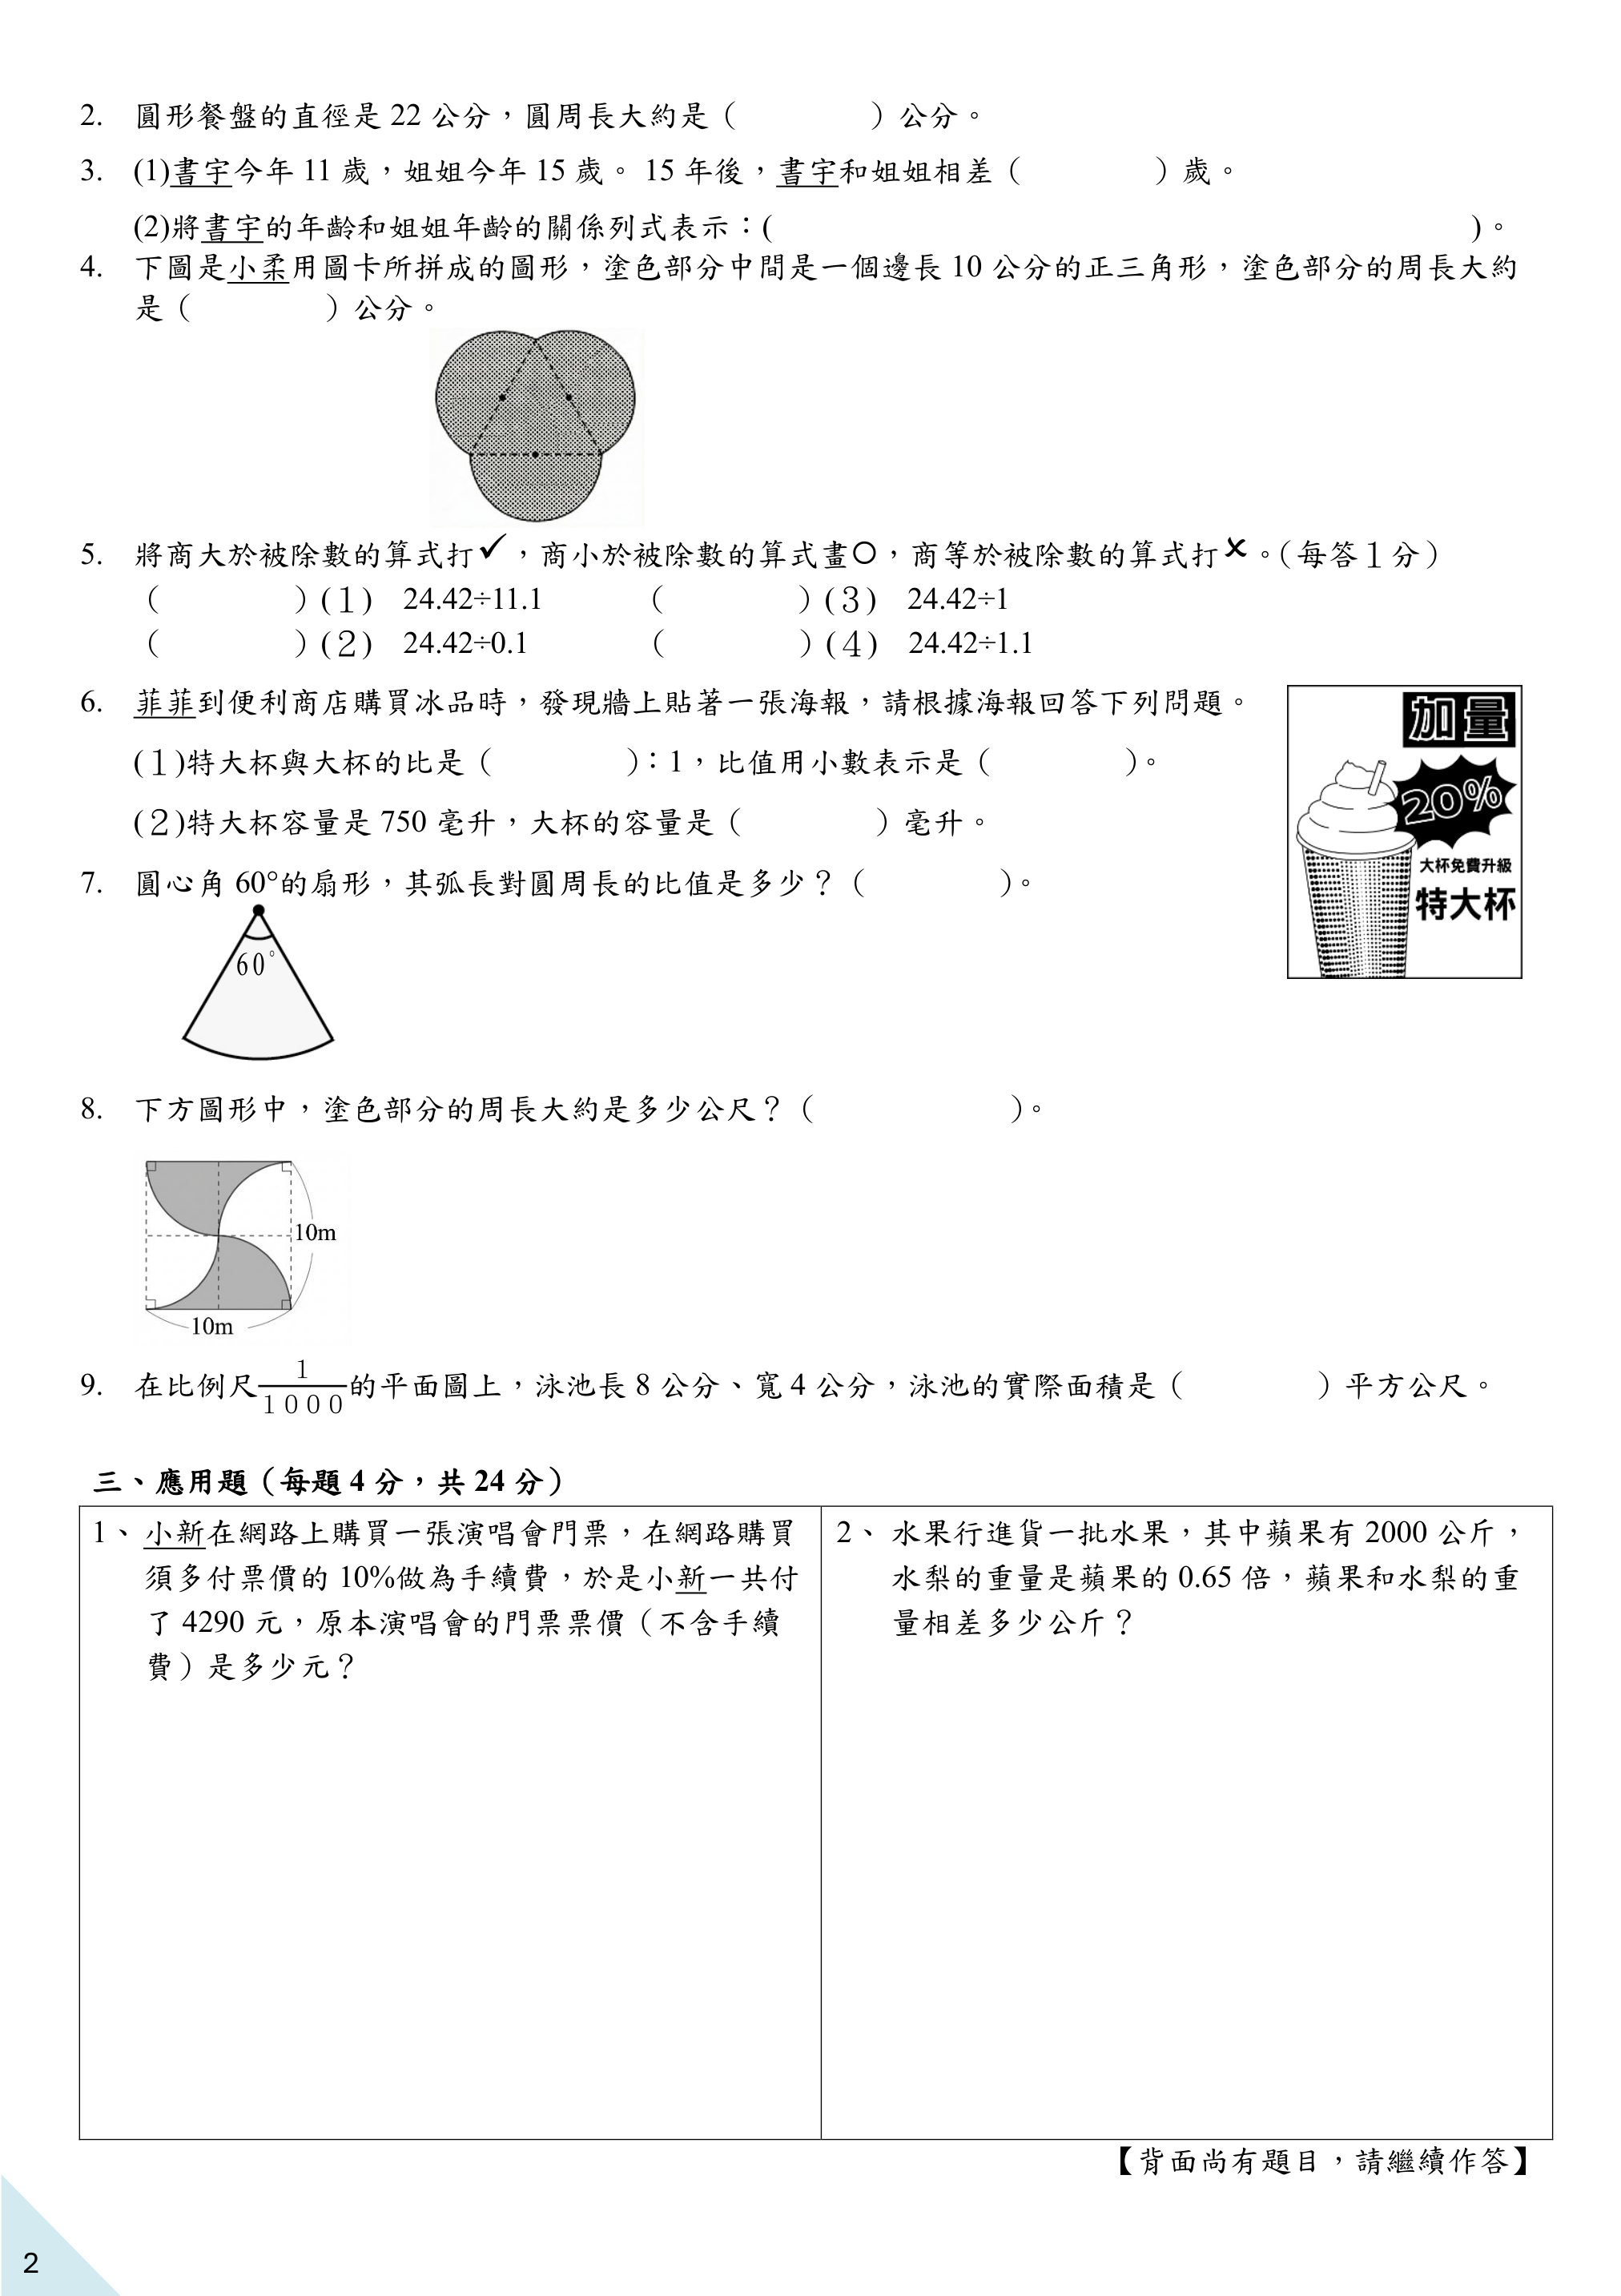 2. 圓形餐盤的直徑是 22 公分，圓周長大約是（　　　　）公分。
3. (1)書宇今年 11 歲，姐姐今年 15 歲。 15 年後，書宇和姐姐相差（　　　　）歲。
(2)將書宇的年齡和姐姐年齡的關係列式表示：(　　　　　　　　)。
4. 下圖是小柔用圖卡所拼成的圖形，塗色部分中間是一個邊長 10 公分的正三角形，塗色部分的周長大約
是（　　　　）公分。
5. 將商大於被除數的算式打✓，商小於被除數的算式畫○，商等於被除數的算式打✗。（每答１分）
（　　　　）(１) 24.42÷11.1　　（　　　　）(３) 24.42÷1
（　　　　）(２) 24.42÷0.1　　（　　　　）(４) 24.42÷1.1
6. 菲菲到便利商店購買冰品時，發現牆上貼著一張海報，請根據海報回答下列問題。
(１)特大杯與大杯的比是（　　　　)：1，比值用小數表示是（　　　　)。
(２)特大杯容量是 750 毫升，大杯的容量是（　　　　）毫升。
加量
20%
大杯免費升級
特大杯
7. 圓心角 60°的扇形，其弧長對圓周長的比值是多少？（　　　　)。
60°
8. 下方圖形中，塗色部分的周長大約是多少公尺？（　　　　　　)。
10m
10m
9. 在比例尺1/1000的平面圖上，泳池長 8 公分、寬 4 公分，泳池的實際面積是（　　　　）平方公尺。
三、應用題（每題 4 分，共 24 分）
1、小新在網路上購買一張演唱會門票，在網路購買
須多付票價的 10%做為手續費，於是小新一共付
了 4290 元，原本演唱會的門票票價（不含手續
費）是多少元？
2、水果行進貨一批水果，其中蘋果有 2000 公斤，
水梨的重量是蘋果的 0.65 倍，蘋果和水梨的重
量相差多少公斤？
【背面尚有題目，請繼續作答】
2